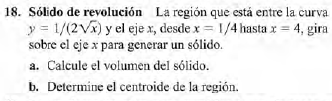 18. Sólido de revolución La región que está entre la curva
y = 1/(2√x) y el eje x, desde x = 1/4 hasta x = 4, gira
sobre el eje x para generar un sólido.
a. Calcule el volumen del sólido.
b. Determine el centroide de la región.